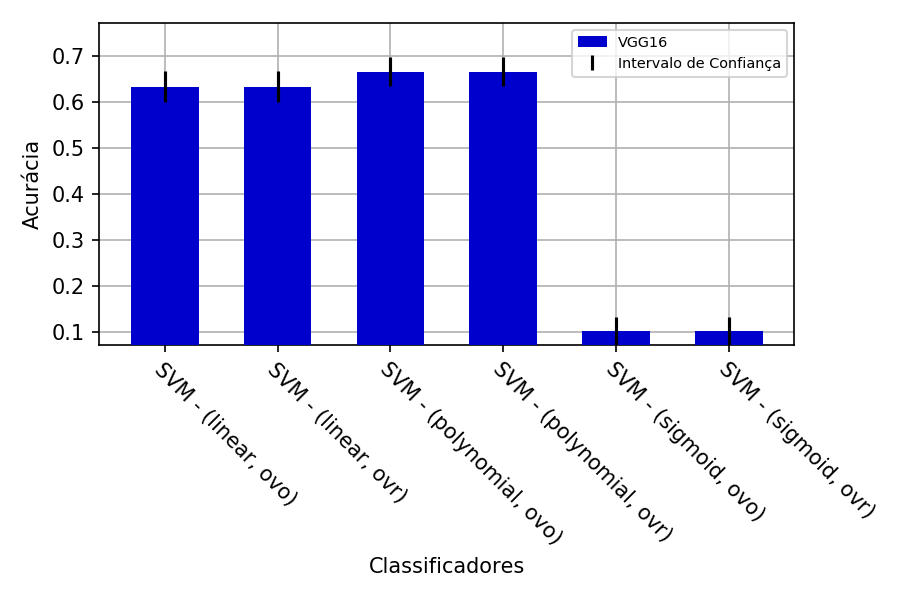 VGG16
Intervalo de Confiança
Acurácia
0.7
0.6
0.5
0.4
0.3
0.2
0.1
SVM - (linear, ovo)
SVM - (linear, ovr)
SVM - (polynomial, ovo)
SVM - (polynomial, ovr)
SVM - (sigmoid, ovo)
SVM - (sigmoid, ovr)
Classificadores